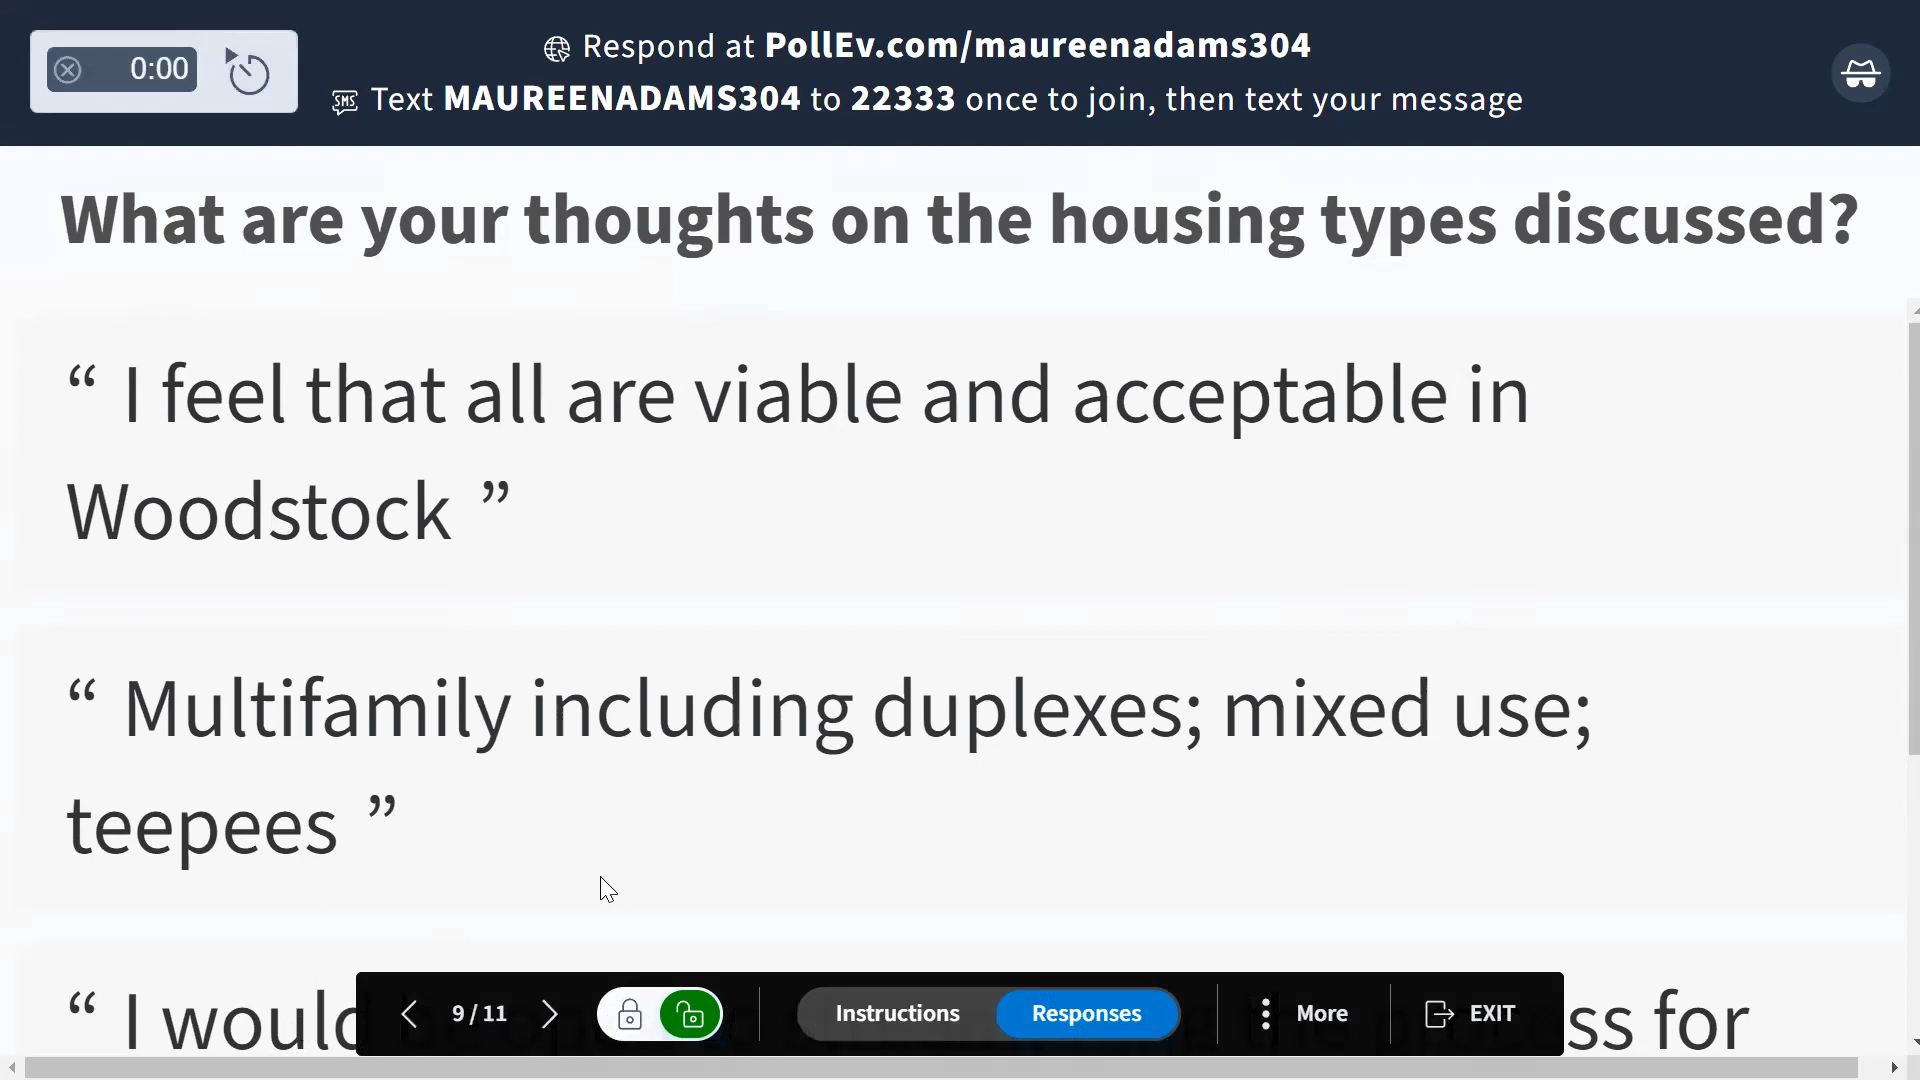 0:00
Respond at PollEv.com/maureenadams304
SMS Text MAUREENADAMS304 to 22333 once to join, then text your message
What are your thoughts on the housing types discussed?
“ I feel that all are viable and acceptable in
Woodstock ”
“ Multifamily including duplexes; mixed use;
teepees ”
“ I would for
9 / 11 Instructions Responses More EXIT